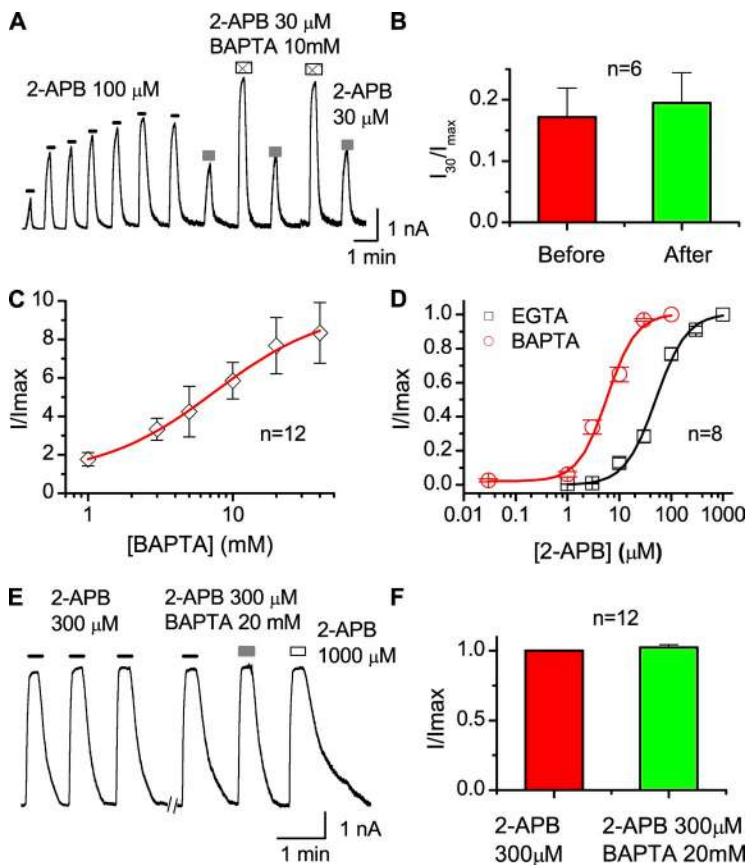 A
2-APB 30 μM
BAPTA 10mM
2-APB 100 μM
2-APB
30 μM
1 nA
1 min
B
n=6
I30/Imax
0.2
0.1
0.0
Before
After
C
I/Imax
10
8
6
4
2
0
n=12
1
10
[BAPTA] (mM)
D
I/Imax
1.0
0.8
0.6
0.4
0.2
0.0
EGTA
BAPTA
n=8
0.01
0.1
1
10
100
1000
[2-APB] (μM)
E
2-APB
300 μM
2-APB 300 μM
BAPTA 20 mM
2-APB
1000 μM
1 nA
1 min
F
n=12
I/Imax
1.0
0.5
0.0
2-APB
300μM
2-APB 300μM
BAPTA 20mM